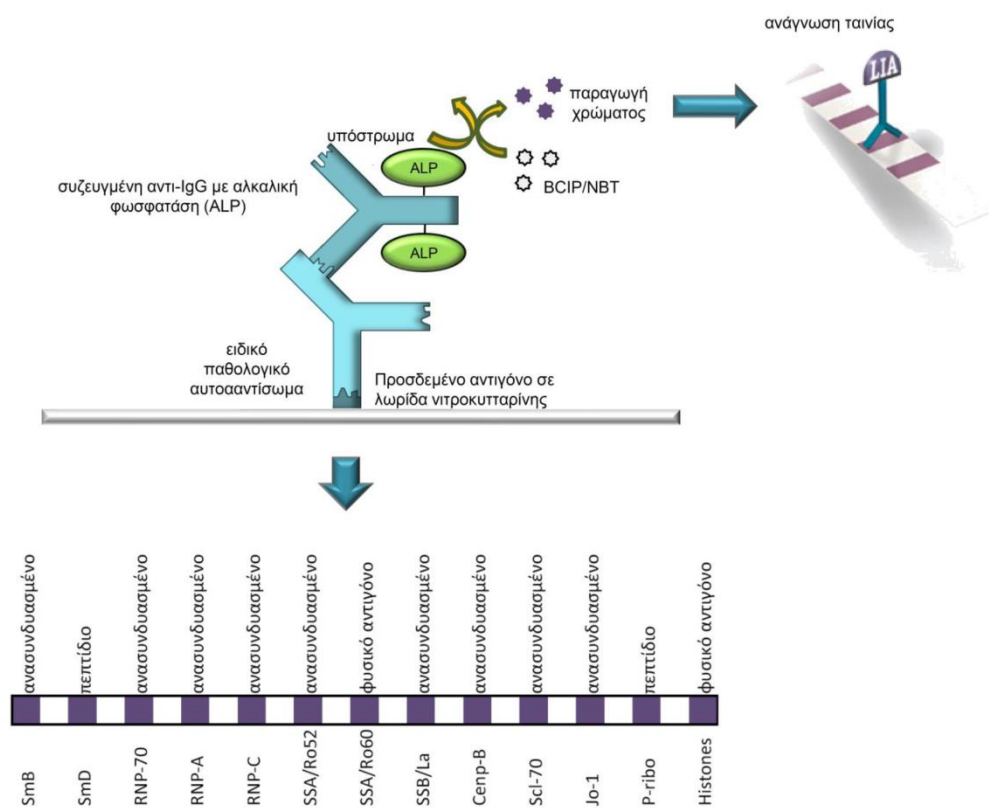 ανάγνωση ταινίας
LIA
παραγωγή
χρώματος
υπόστρωμα
ALP
BCIP/NBT
συζευγμένη αντι-IgG με αλκαλική
φωσφατάση (ALP)
ALP
ειδικό
παθολογικό
αυτοααντίσωμα
Προσδεμένο αντιγόνο σε
λωρίδα νιτροκυτταρίνης
ανασυνδυασμένο
πεπτίδιο
ανασυνδυασμένο
ανασυνδυασμένο
ανασυνδυασμένο
ανασυνδυασμένο
φυσικό αντιγόνο
ανασυνδυασμένο
ανασυνδυασμένο
ανασυνδυασμένο
ανασυνδυασμένο
πεπτίδιο
φυσικό αντιγόνο
SmB
SmD
RNP-70
RNP-A
RNP-C
SSA/Ro52
SSA/Ro60
SSB/La
Cenp-B
Scl-70
Jo-1
P-ribo
Histones